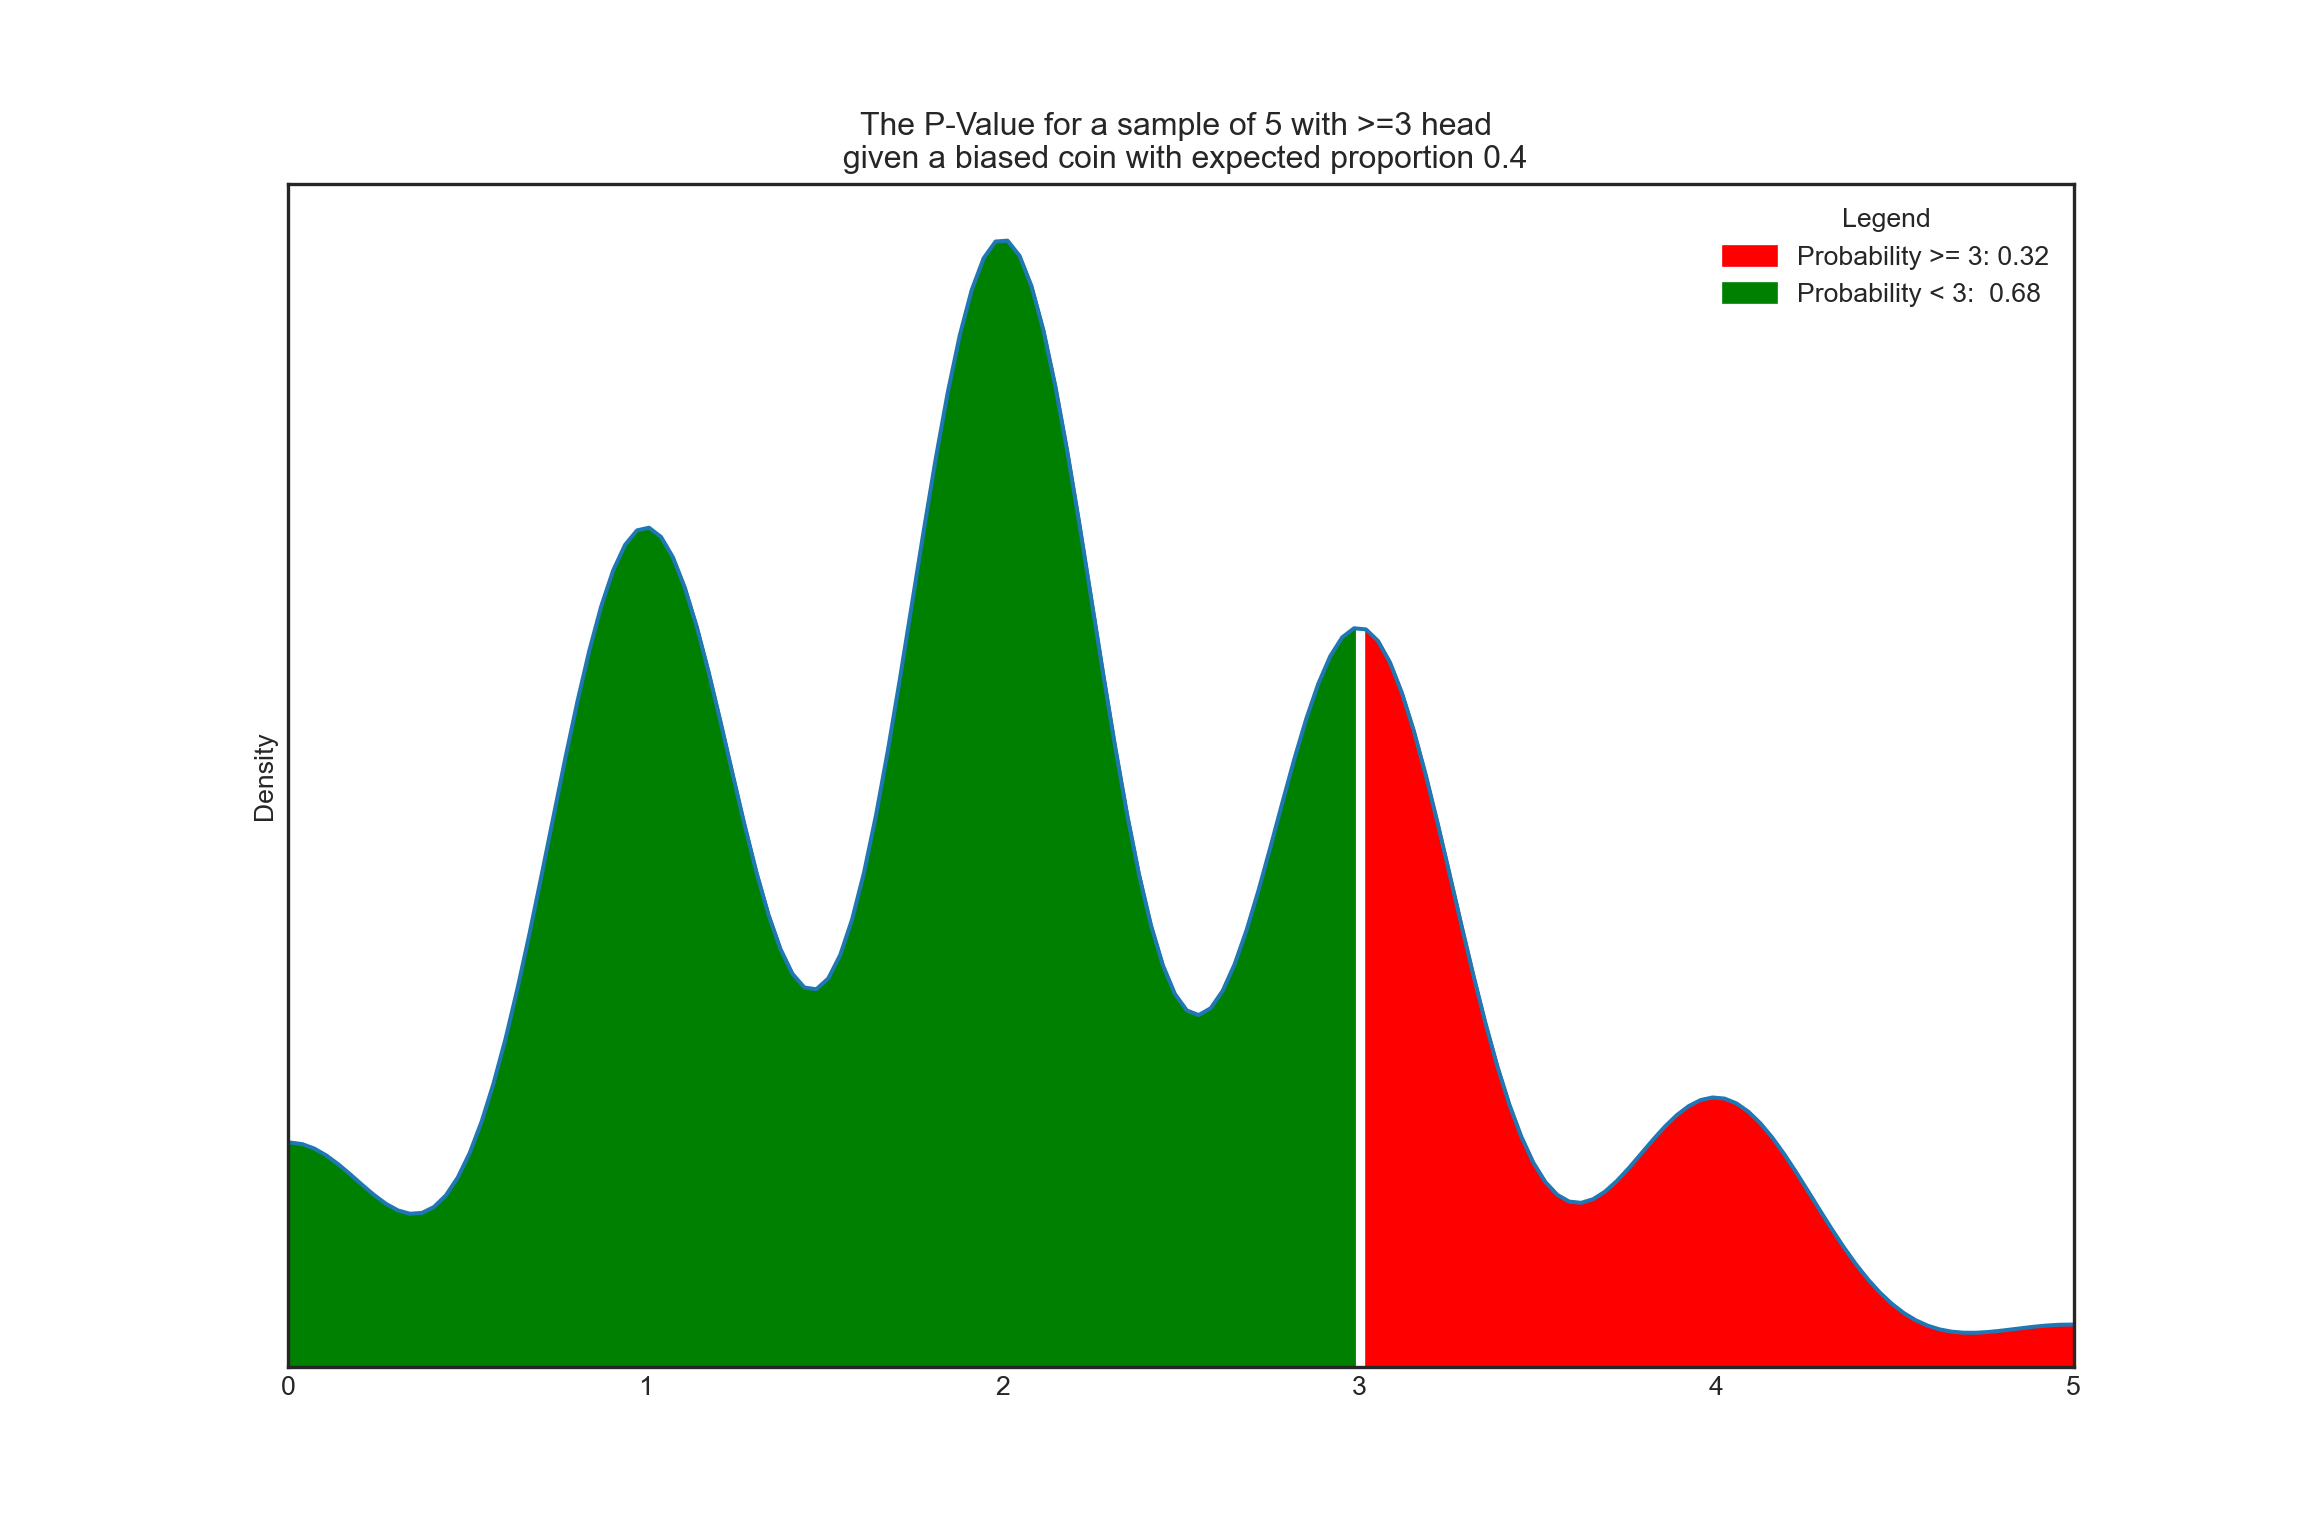 The P-Value for a sample of 5 with >=3 head
given a biased coin with expected proportion 0.4
Legend
Probability >= 3: 0.32
Probability < 3:  0.68
Density
0 1 2 3 4 5